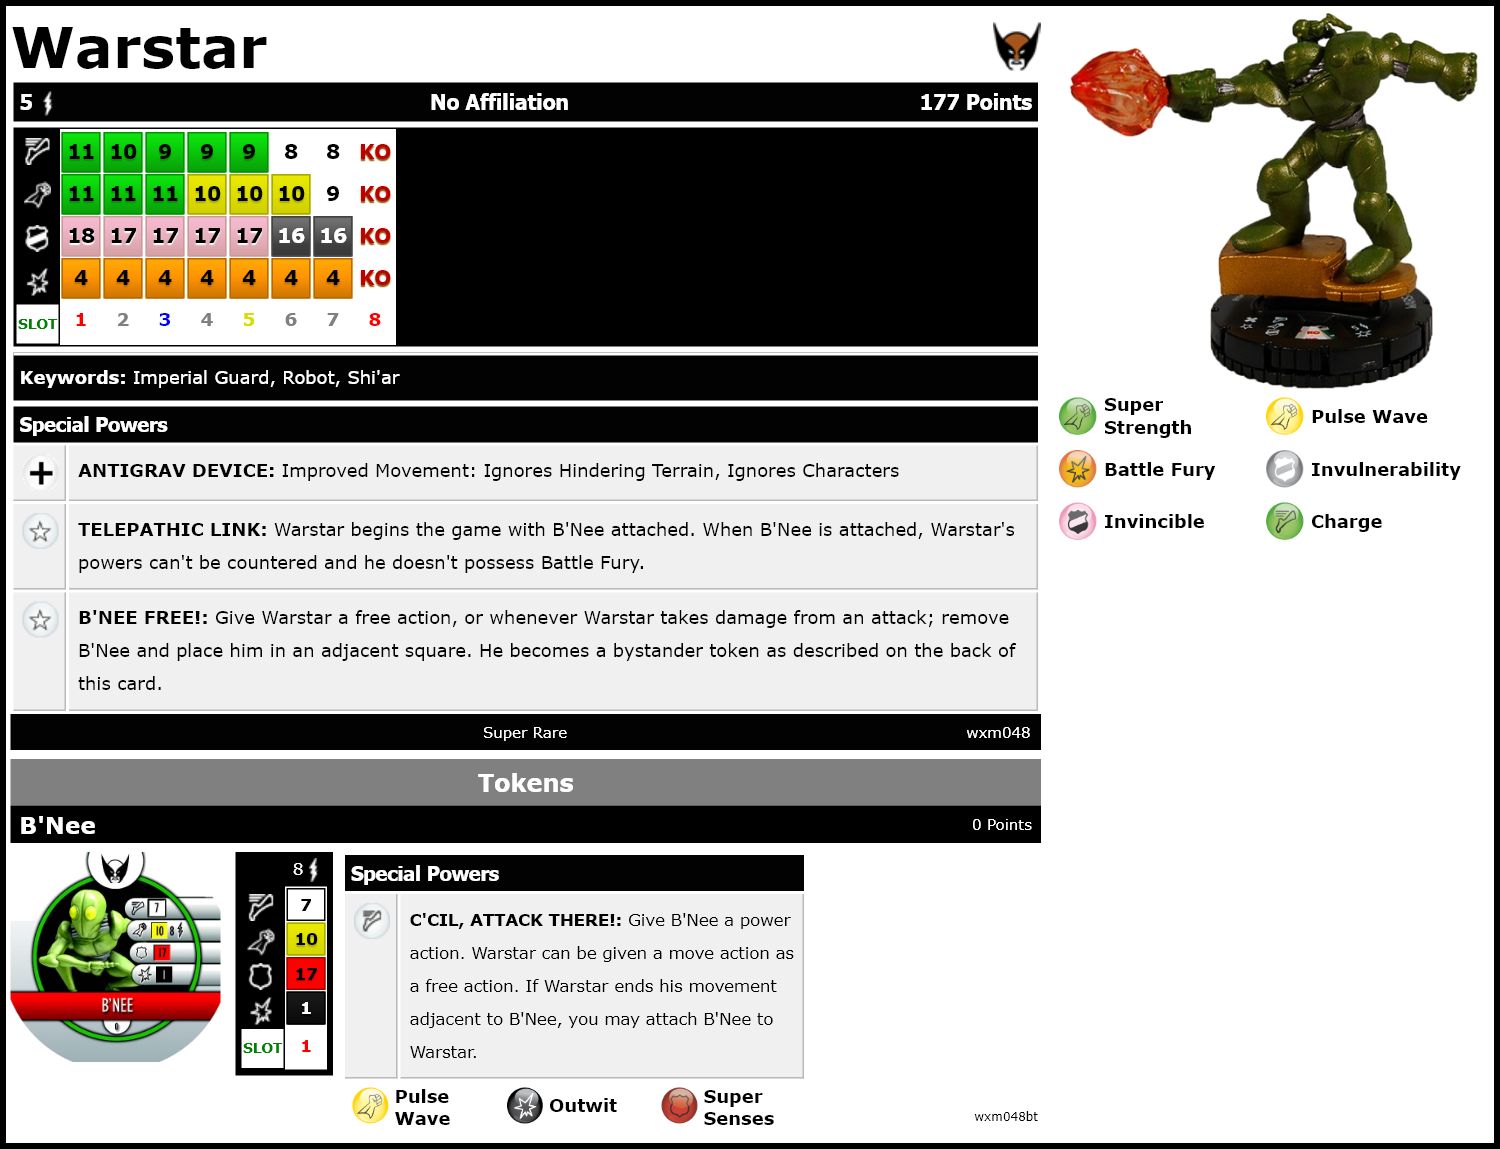 Warstar
5 No Affiliation 177 Points
11 10 9 9 9 8 8 KO
11 11 11 10 10 10 9 KO
18 17 17 17 17 16 16 KO
4 4 4 4 4 4 4 KO
SLOT 1 2 3 4 5 6 7 8
Keywords: Imperial Guard, Robot, Shi'ar
Special Powers
ANTIGRAV DEVICE: Improved Movement: Ignores Hindering Terrain, Ignores Characters
TELEPATHIC LINK: Warstar begins the game with B'Nee attached. When B'Nee is attached, Warstar's
powers can't be countered and he doesn't possess Battle Fury.
B'NEE FREE!: Give Warstar a free action, or whenever Warstar takes damage from an attack; remove
B'Nee and place him in an adjacent square. He becomes a bystander token as described on the back of
this card.
Super Rare wxm048
KO
Super
Strength
Pulse Wave
Battle Fury
Invulnerability
Invincible
Charge
Tokens
B'Nee 0 Points
7
10 8
17
1
B'NEE
0
8
7
10
17
1
SLOT 1
Special Powers
C'CIL, ATTACK THERE!: Give B'Nee a power
action. Warstar can be given a move action as
a free action. If Warstar ends his movement
adjacent to B'Nee, you may attach B'Nee to
Warstar.
Pulse
Wave
Outwit
Super
Senses
wxm048bt